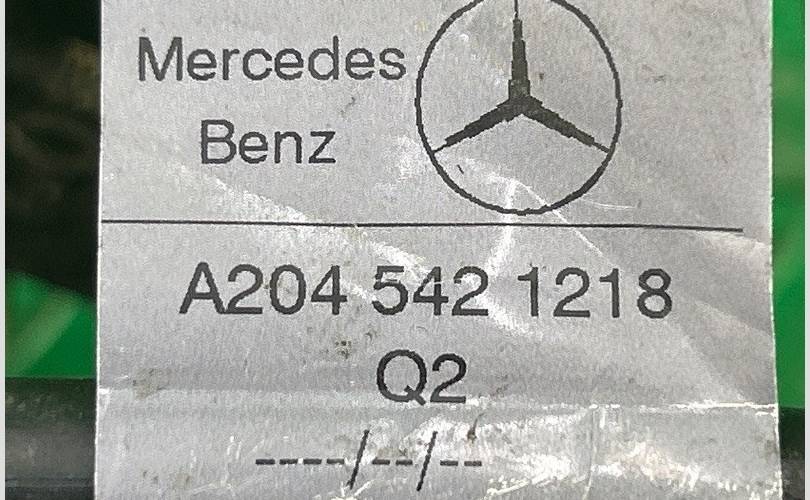 Mercedes
Benz
A204 542 1218
Q2
----/--/--